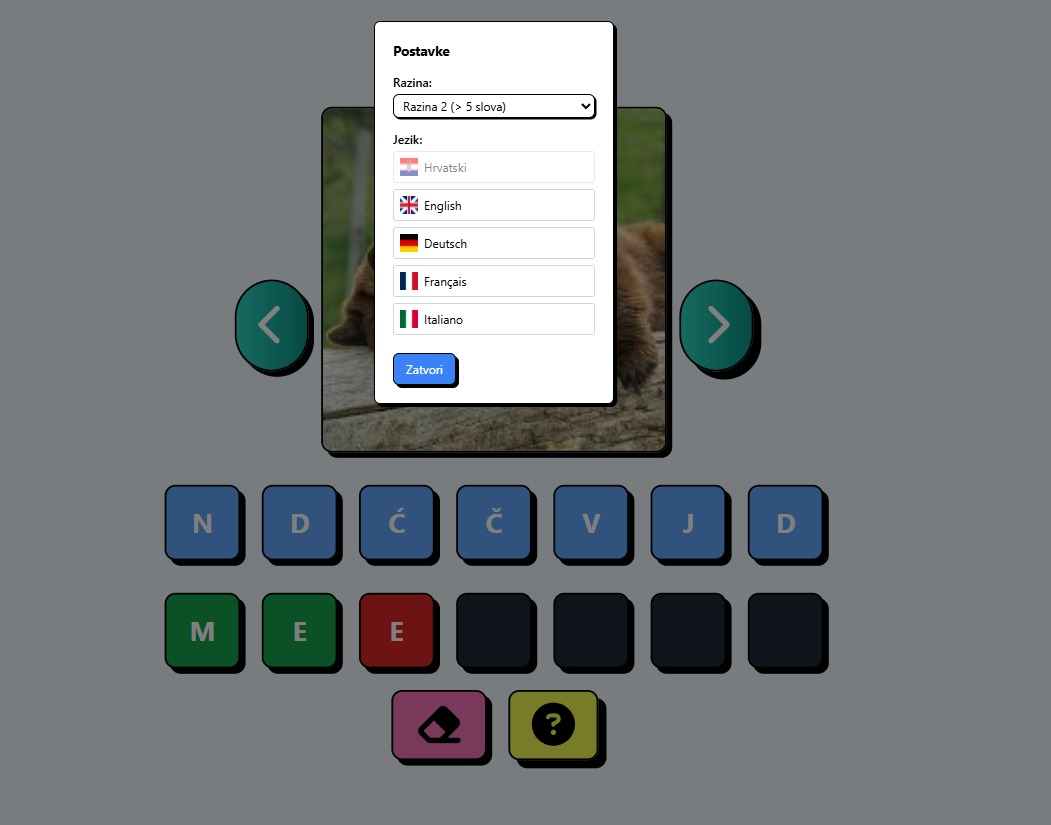 Postavke
Razina:
Razina 2 (> 5 slova)
Jezik:
Hrvatski
English
Deutsch
Français
Italiano
Zatvori
N D Ć Č V J D
M E E
?